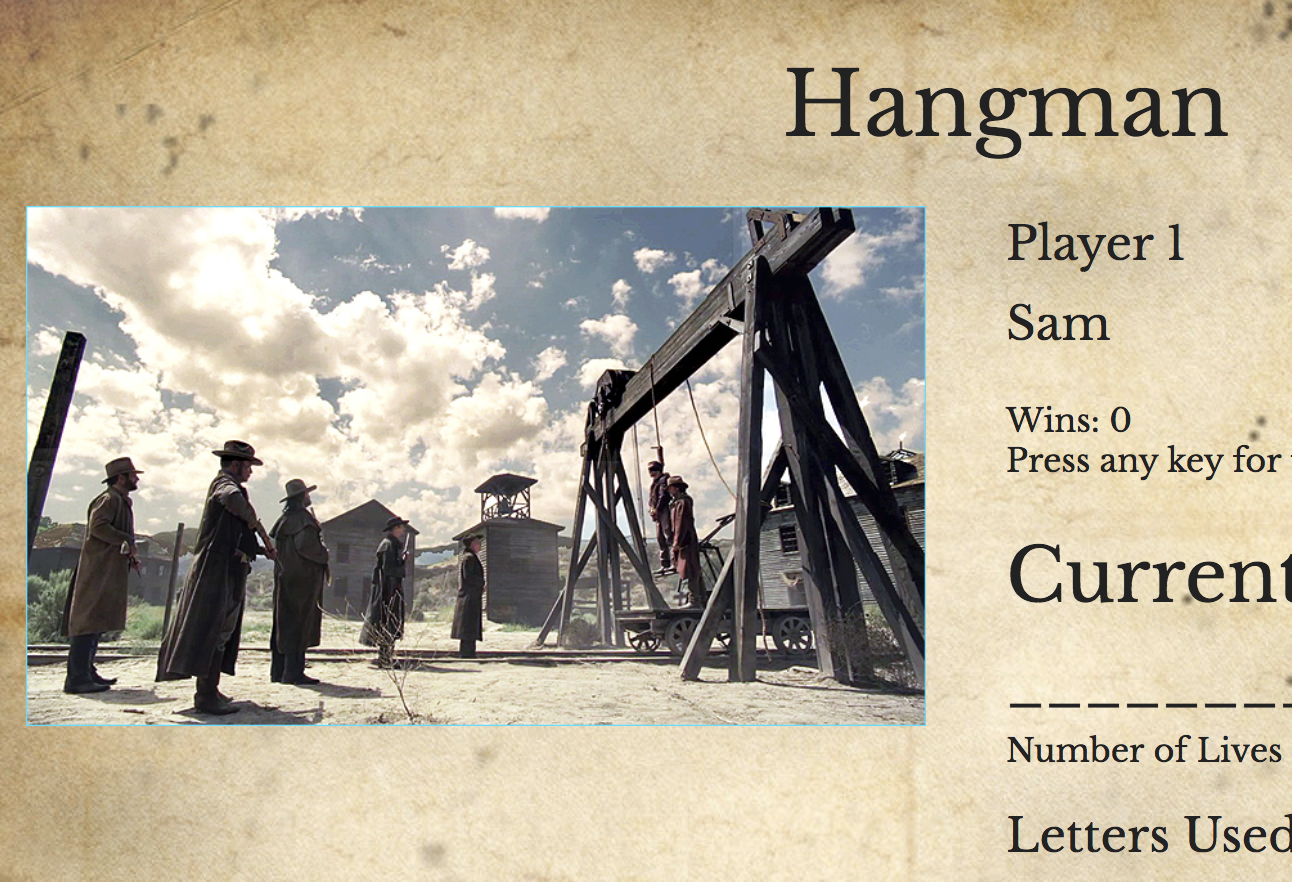 Hangman
Player 1
Sam
Wins: 0
Press any key for
Current
_ _ _ _ _ _ _ _
Number of Lives
Letters Used